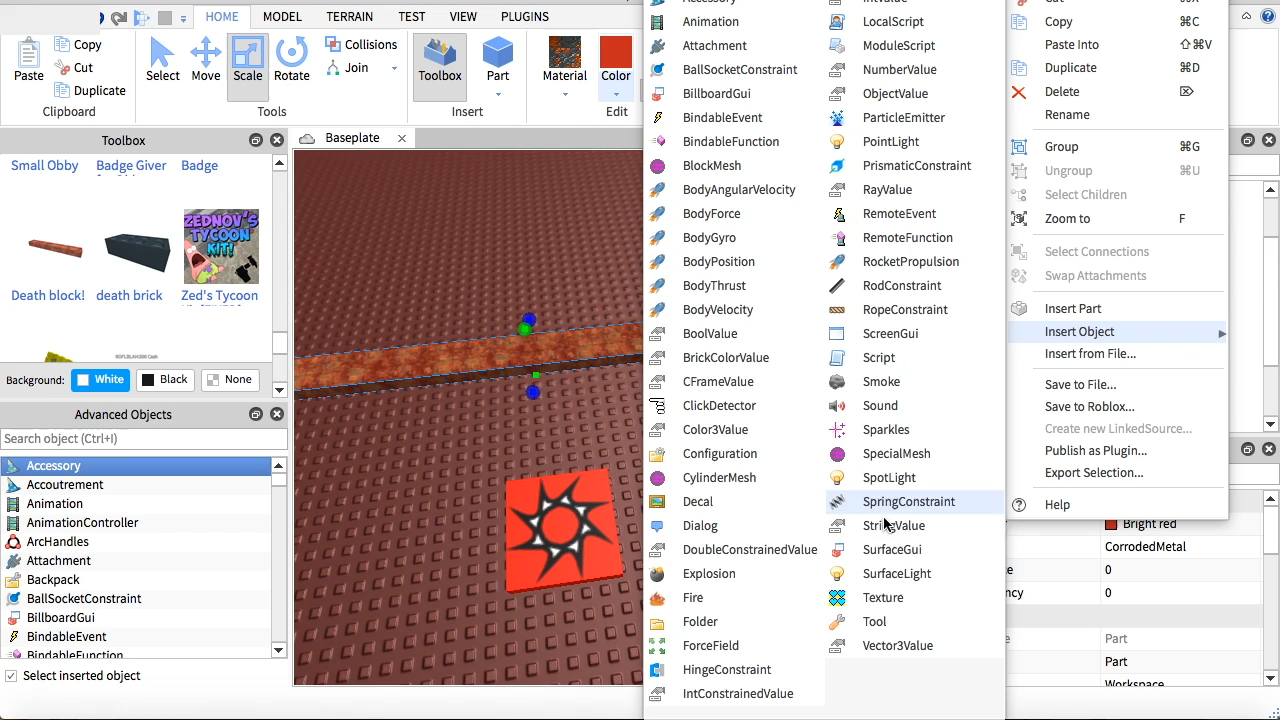 HOME MODEL TERRAIN TEST VIEW PLUGINS
Paste
Copy
Cut
Duplicate
Clipboard
Select Move Scale Rotate
Collisions
Join
Tools
Toolbox Part
Insert
Material Color
Edit
Toolbox
Small Obby Badge Giver Badge
ZEDNOV'S TYCOON KIT!
Death block! death brick Zed's Tycoon
Background: White Black None
Advanced Objects
Search object (Ctrl+I)
Accessory
Accoutrement
Animation
AnimationController
ArcHandles
Attachment
Backpack
BallSocketConstraint
BillboardGui
BindableEvent
BindableFunction
Select inserted object
Baseplate
Accessory
Animation
Attachment
BallSocketConstraint
BillboardGui
BindableEvent
BindableFunction
BlockMesh
BodyAngularVelocity
BodyForce
BodyGyro
BodyPosition
BodyThrust
BodyVelocity
BoolValue
BrickColorValue
CFrameValue
ClickDetector
Color3Value
Configuration
CylinderMesh
Decal
Dialog
DoubleConstrainedValue
Explosion
Fire
Folder
ForceField
HingeConstraint
IntConstrainedValue
IntValue
LocalScript
ModuleScript
NumberValue
ObjectValue
ParticleEmitter
PointLight
PrismaticConstraint
RayValue
RemoteEvent
RemoteFunction
RocketPropulsion
RodConstraint
RopeConstraint
ScreenGui
Script
Smoke
Sound
Sparkles
SpecialMesh
SpotLight
SpringConstraint
StringValue
SurfaceGui
SurfaceLight
Texture
Tool
Vector3Value
Cut ⌘X
Copy ⌘C
Paste Into ⇧⌘V
Duplicate ⌘D
Delete ⌦
Rename
Group ⌘G
Ungroup ⌘U
Select Children
Zoom to F
Select Connections
Swap Attachments
Insert Part
Insert Object
Insert from File...
Save to File...
Save to Roblox...
Create new LinkedSource...
Publish as Plugin...
Export Selection...
Help
Bright red
CorrodedMetal
0
0
Part
Part
Workspace